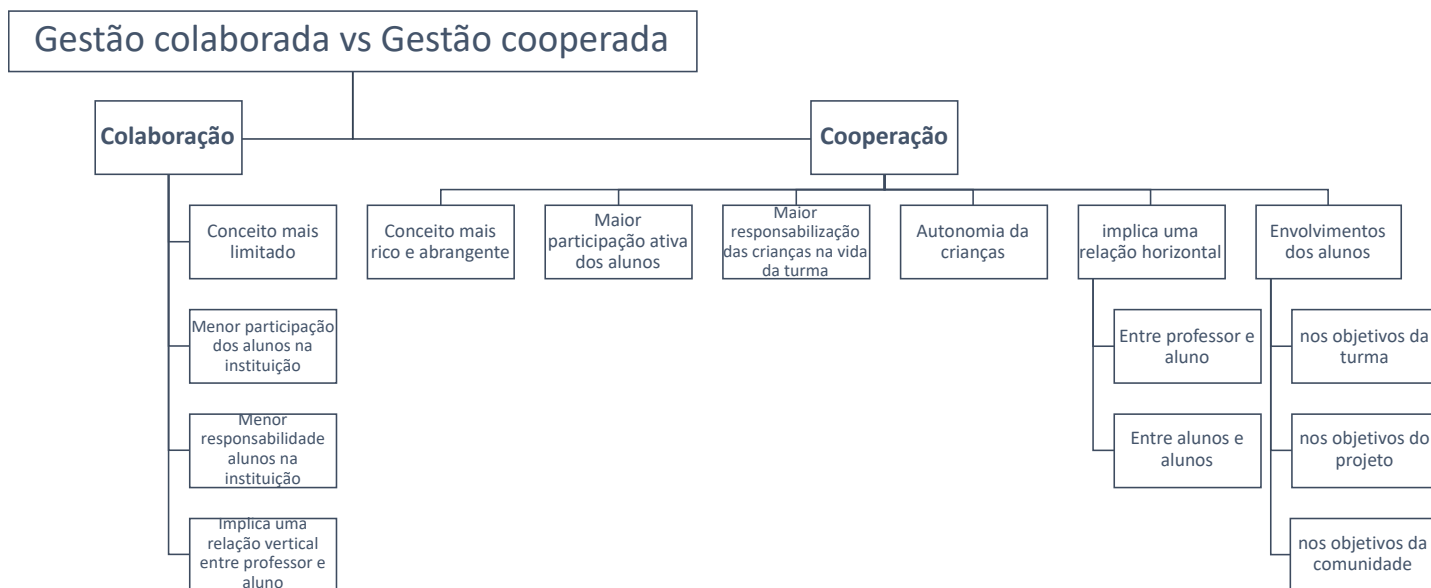 Gestão colaborada vs Gestão cooperada
Colaboração
Cooperação
Conceito mais
limitado
Menor participação
dos alunos na
instituição
Menor
responsabilidade
alunos na
instituição
Implica uma
relação vertical
entre professor e
aluno
Conceito mais
rico e abrangente
Maior
participação ativa
dos alunos
Maior
responsabilização
das crianças na vida
da turma
Autonomia da
crianças
implica uma
relação horizontal
Entre professor e
aluno
Entre alunos e
alunos
Envolvimentos
dos alunos
nos objetivos da
turma
nos objetivos do
projeto
nos objetivos da
comunidade